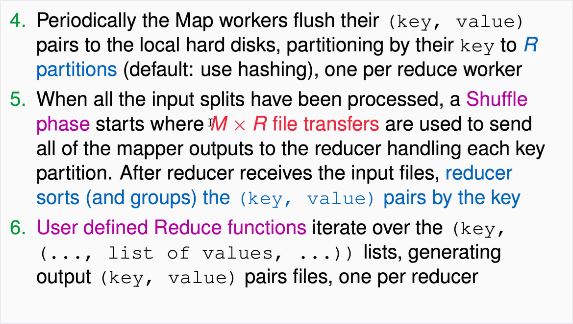 4. Periodically the Map workers flush their (key, value)
pairs to the local hard disks, partitioning by their key to R
partitions (default: use hashing), one per reduce worker
5. When all the input splits have been processed, a Shuffle
phase starts where M × R file transfers are used to send
all of the mapper outputs to the reducer handling each key
partition. After reducer receives the input files, reducer
sorts (and groups) the (key, value) pairs by the key
6. User defined Reduce functions iterate over the (key,
(..., list of values, ...)) lists, generating
output (key, value) pairs files, one per reducer